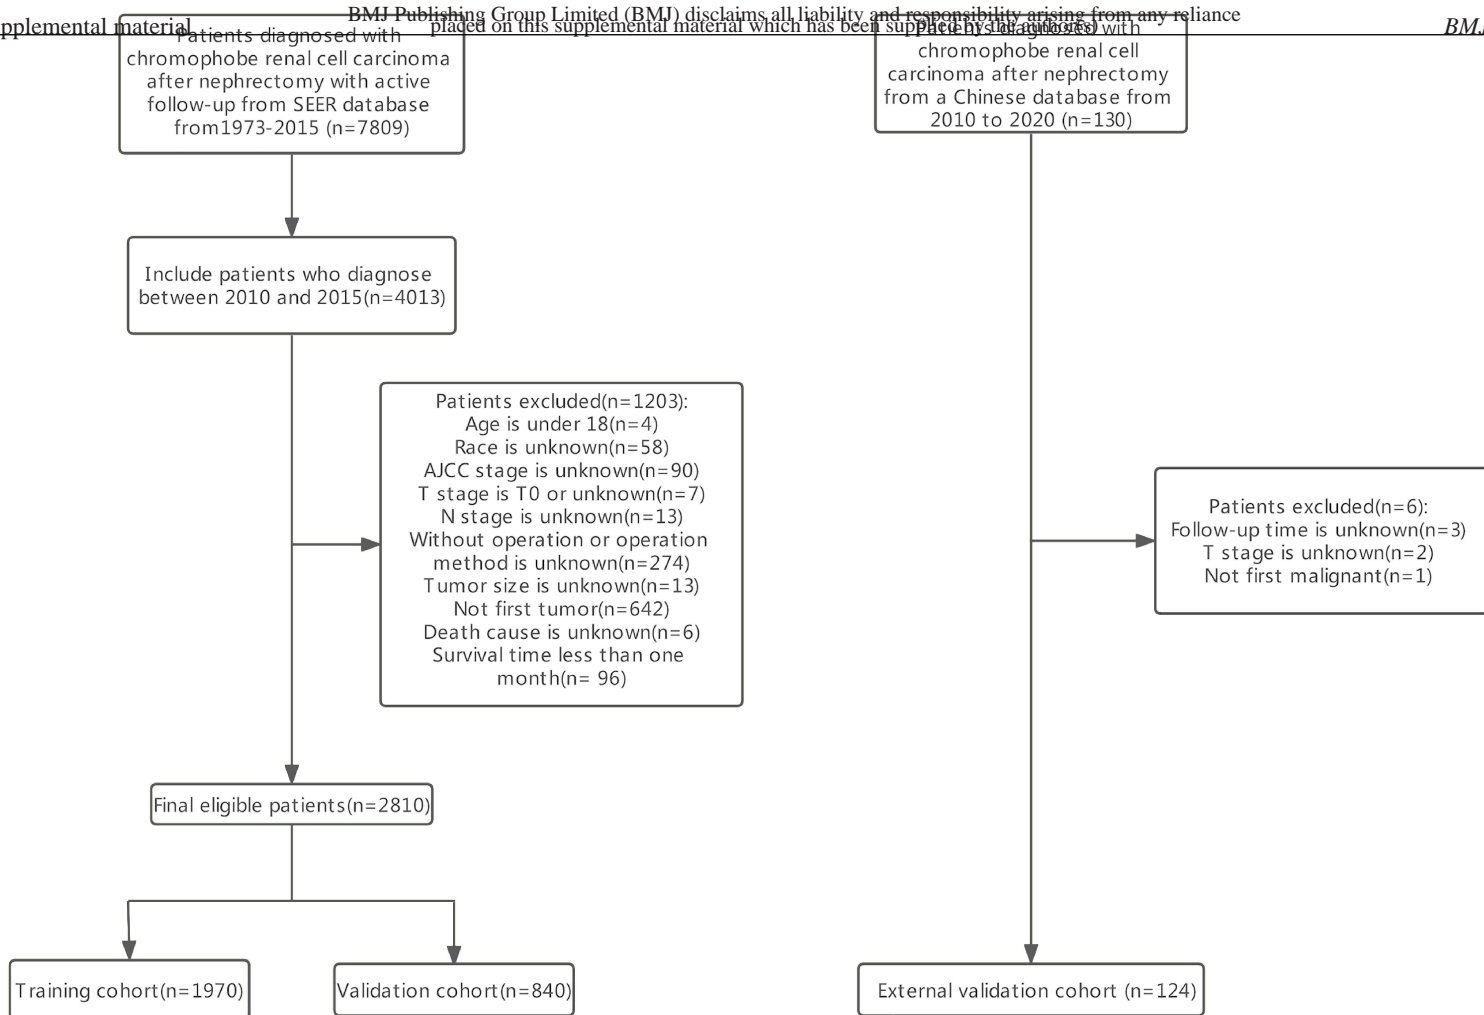 BMJ Publishing Group Limited (BMJ) disclaims all liability and responsibility arising from any reliance
pplemental material
placed on this supplemental material which has been supplied by the author(s)
BMJ
Patients diagnosed with
chromophobe renal cell carcinoma
after nephrectomy with active
follow-up from SEER database
from1973-2015 (n=7809)
Include patients who diagnose
between 2010 and 2015(n=4013)
Patients excluded(n=1203):
Age is under 18(n=4)
Race is unknown(n=58)
AJCC stage is unknown(n=90)
T stage is T0 or unknown(n=7)
N stage is unknown(n=13)
Without operation or operation
method is unknown(n=274)
Tumor size is unknown(n=13)
Not first tumor(n=642)
Death cause is unknown(n=6)
Survival time less than one
month(n= 96)
Final eligible patients(n=2810)
Training cohort(n=1970)
Validation cohort(n=840)
Patients diagnosed with
chromophobe renal cell
carcinoma after nephrectomy
from a Chinese database from
2010 to 2020 (n=130)
Patients excluded(n=6):
Follow-up time is unknown(n=3)
T stage is unknown(n=2)
Not first malignant(n=1)
External validation cohort (n=124)